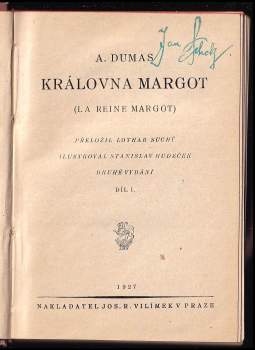 Jan
A. DUMAS
KRÁLOVNA MARGOT
(LA REINE MARGOT)
PŘELOŽIL LOTHAR SUCHÝ
ILUSTROVAL STANISLAV HUDEČEK
DRUHÉ VYDÁNÍ
DÍL I.
1927
NAKLADATEL JOS. R. VILÍMEK V PRAZE